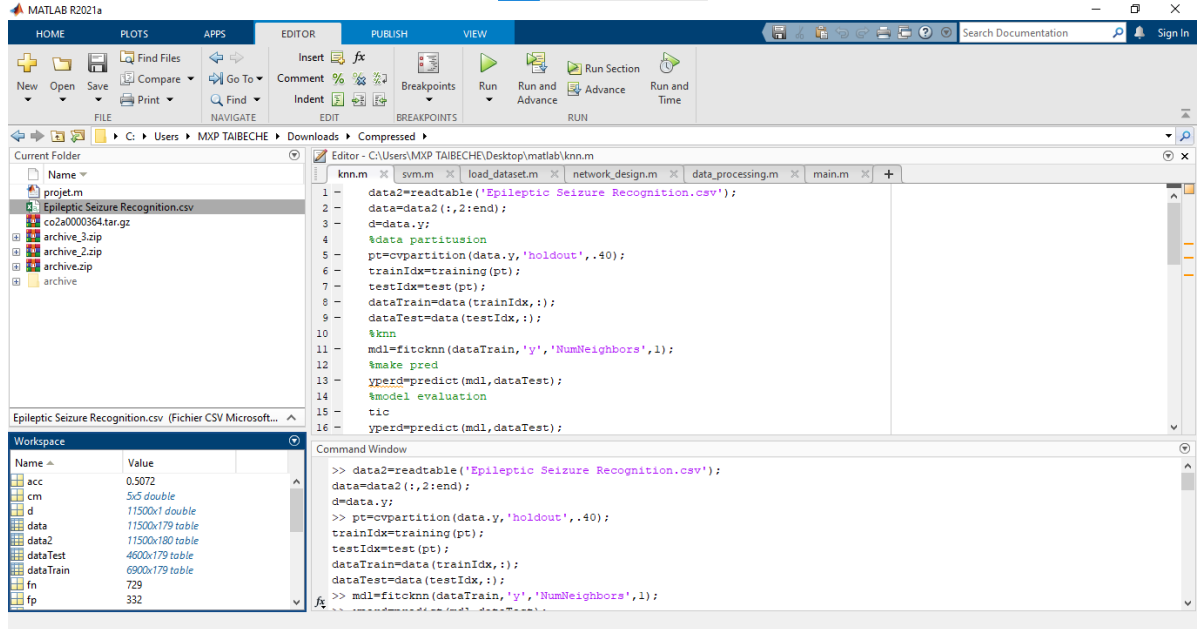 MATLAB R2021a
HOME PLOTS APPS EDITOR PUBLISH VIEW Search Documentation Sign In
New Open Save Find Files Compare Print FILE
Go To Find NAVIGATE
Insert fx Comment Indent EDIT
Breakpoints BREAKPOINTS
Run Run and Advance Run Section Advance Run and Time RUN
C: Users MXP TAIBECHE Downloads Compressed
Current Folder
Name
projet.m
Epileptic Seizure Recognition.csv
co2a0000364.tar.gz
archive_3.zip
archive_2.zip
archive.zip
archive
Epileptic Seizure Recognition.csv (Fichier CSV Microsoft...
Workspace
Name Value
acc 0.5072
cm 5x5 double
d 11500x1 double
data 11500x179 table
data2 11500x180 table
dataTest 4600x179 table
dataTrain 6900x179 table
fn 729
fp 332
Editor - C:\Users\MXP TAIBECHE\Desktop\matlab\knn.m
knn.m svm.m load_dataset.m network_design.m data_processing.m main.m +
1 - data2=readtable('Epileptic Seizure Recognition.csv');
2 - data=data2(:,2:end);
3 - d=data.y;
4 %data partitusion
5 - pt=cvpartition(data.y,'holdout',.40);
6 - trainIdx=training(pt);
7 - testIdx=test(pt);
8 - dataTrain=data(trainIdx,:);
9 - dataTest=data(testIdx,:);
10 %knn
11 - mdl=fitcknn(dataTrain,'y','NumNeighbors',1);
12 %make pred
13 - yperd=predict(mdl,dataTest);
14 %model evaluation
15 - tic
16 - yperd=predict(mdl,dataTest);
Command Window
>> data2=readtable('Epileptic Seizure Recognition.csv');
data=data2(:,2:end);
d=data.y;
>> pt=cvpartition(data.y,'holdout',.40);
trainIdx=training(pt);
testIdx=test(pt);
dataTrain=data(trainIdx,:);
dataTest=data(testIdx,:);
fx >> mdl=fitcknn(dataTrain,'y','NumNeighbors',1);